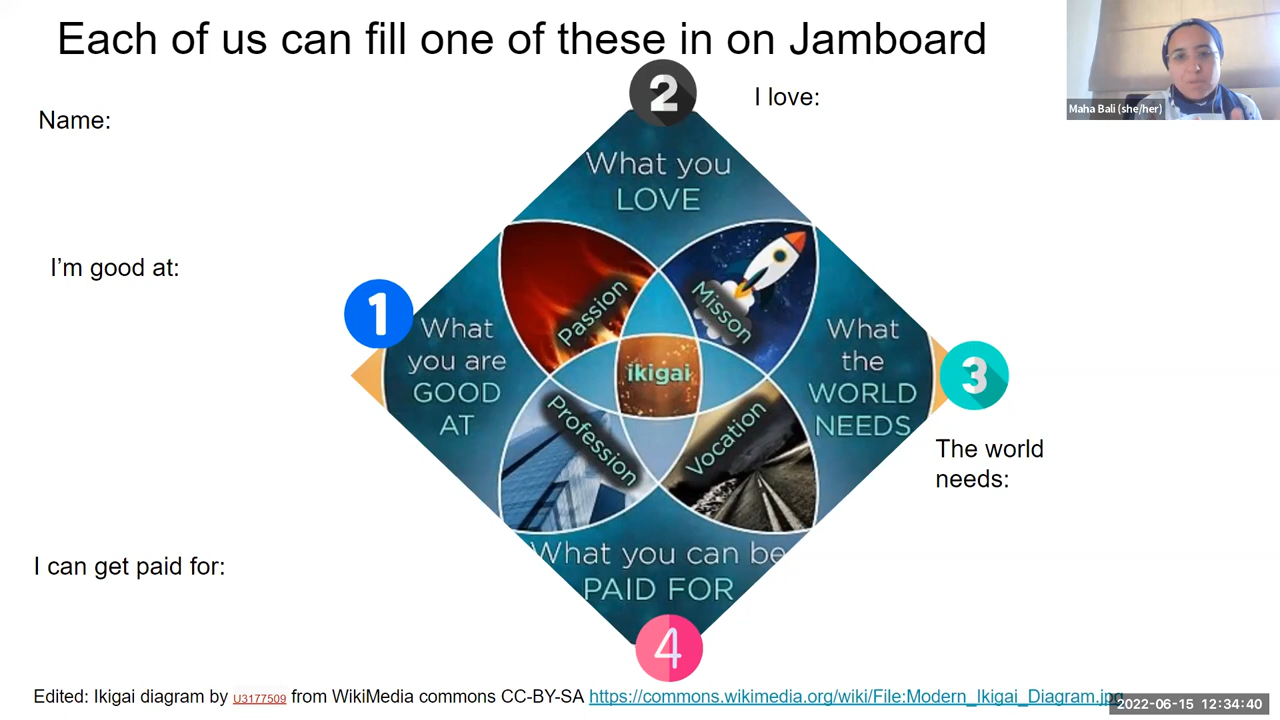 Each of us can fill one of these in on Jamboard
Maha Bali (she/her)
Name:
2
I love:
What you
LOVE
I’m good at:
1
What
you are
GOOD
AT
Passion
Misson
ikigai
Profession
Vocation
What
the
WORLD
NEEDS
3
The world
needs:
I can get paid for:
What you can be
PAID FOR
4
Edited: Ikigai diagram by U3177509 from WikiMedia commons CC-BY-SA https://commons.wikimedia.org/wiki/File:Modern_Ikigai_Diagram.jpg
2022-06-15 12:34:40